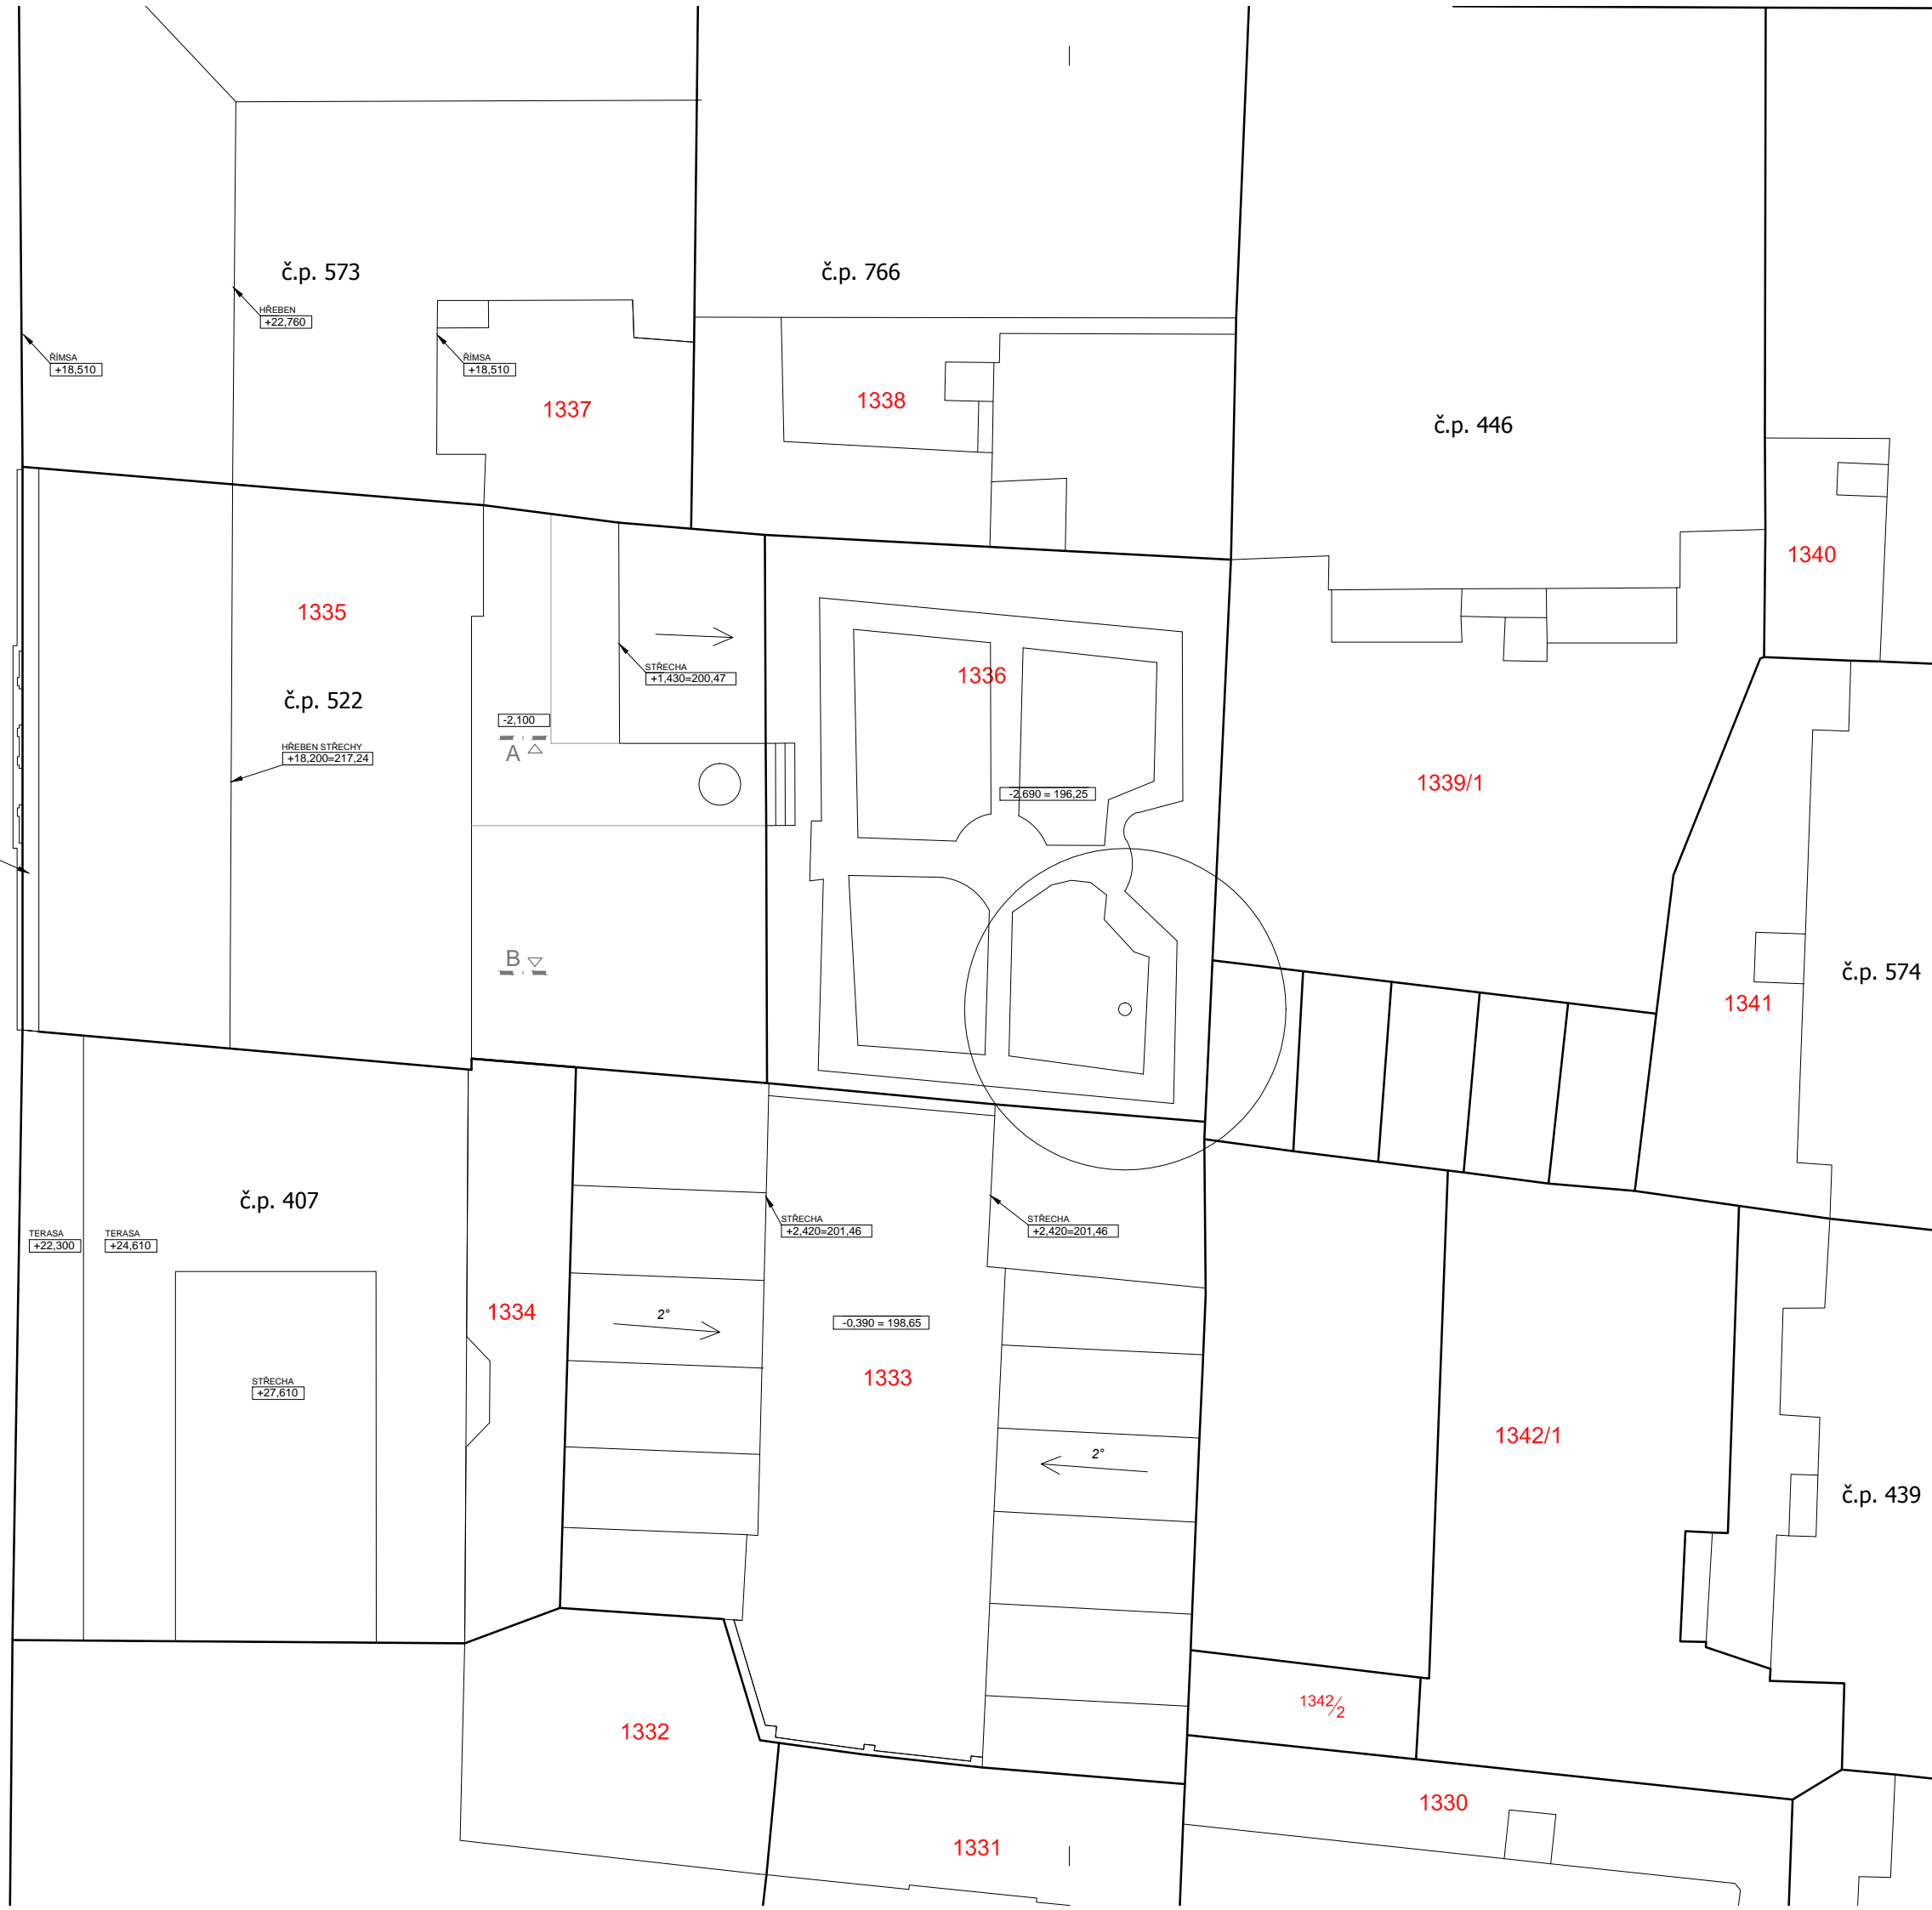 č.p. 573
č.p. 766
HŘEBEN
+22,760
ŘÍMSA
+18,510
ŘÍMSA
+18,510
1337
1338
č.p. 446
1340
1335
STŘECHA
+1,430=200,47
1336
č.p. 522
-2,100
A
HŘEBEN STŘECHY
+18,200=217,24
-2,690 = 196,25
1339/1
B
č.p. 574
1341
č.p. 407
TERASA
+22,300
TERASA
+24,610
STŘECHA
+2,420=201,46
STŘECHA
+2,420=201,46
1334
2°
-0,390 = 198,65
STŘECHA
+27,610
1333
1342/1
2°
č.p. 439
1332
1342/2
1330
1331